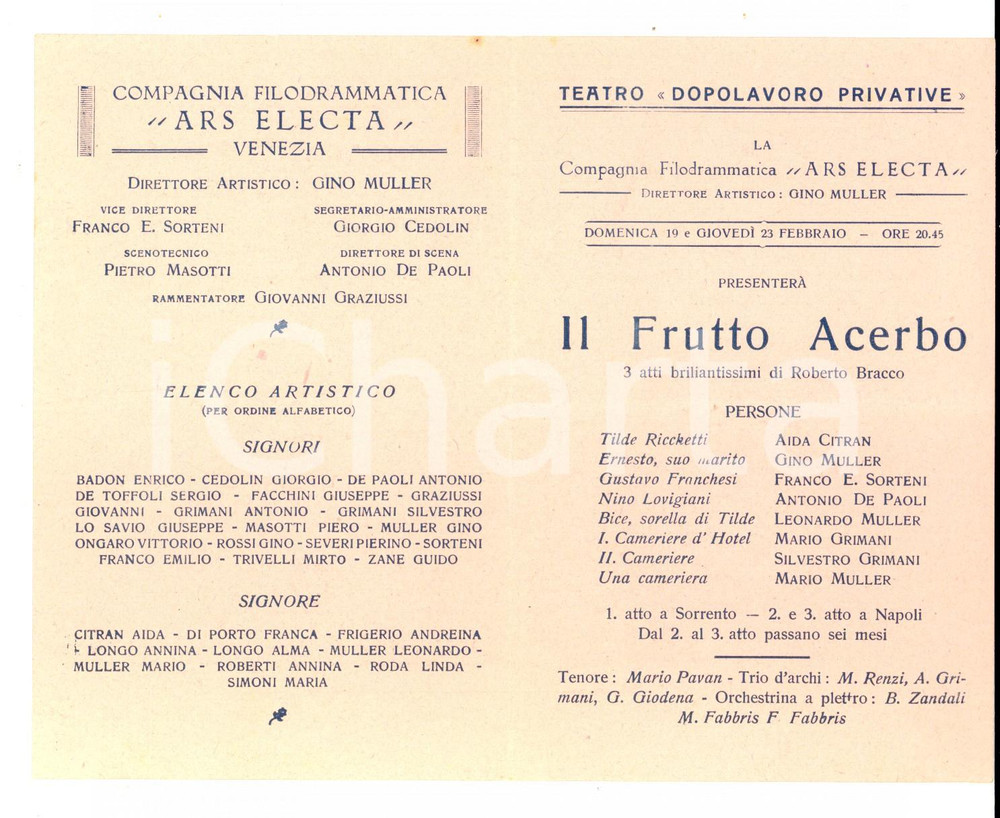 COMPAGNIA FILODRAMMATICA
〃ARS ELECTA〃
VENEZIA
DIRETTORE ARTISTICO: GINO MULLER
VICE DIRETTORE
FRANCO E. SORTENI
SEGRETARIO-AMMINISTRATORE
GIORGIO CEDOLIN
SCENOTECNICO
PIETRO MASOTTI
DIRETTORE DI SCENA
ANTONIO DE PAOLI
RAMMENTATORE GIOVANNI GRAZIUSSI
ELENCO ARTISTICO
(PER ORDINE ALFABETICO)
SIGNORI
BADON ENRICO - CEDOLIN GIORGIO - DE PAOLI ANTONIO
DE TOFFOLI SERGIO - FACCHINI GIUSEPPE - GRAZIUSSI
GIOVANNI - GRIMANI ANTONIO - GRIMANI SILVESTRO
LO SAVIO GIUSEPPE - MASOTTI PIERO - MULLER GINO
ONGARO VITTORIO - ROSSI GINO - SEVERI PIERINO - SORTENI
FRANCO EMILIO - TRIVELLI MIRTO - ZANE GUIDO
SIGNORE
CITRAN AIDA - DI PORTO FRANCA - FRIGERIO ANDREINA
- LONGO ANNINA - LONGO ALMA - MULLER LEONARDO -
MULLER MARIO - ROBERTI ANNINA - RODA LINDA -
SIMONI MARIA
TEATRO « DOPOLAVORO PRIVATIVE »
LA
Compagnia Filodrammatica 〃ARS ELECTA〃
DIRETTORE ARTISTICO: GINO MULLER
DOMENICA 19 e GIOVEDÌ 23 FEBBRAIO — ORE 20.45
PRESENTERÀ
Il Frutto Acerbo
3 atti briliantissimi di Roberto Bracco
PERSONE
Tilde Riccketti AIDA CITRAN
Ernesto, suo marito GINO MULLER
Gustavo Franchesi FRANCO E. SORTENI
Nino Lovigiani ANTONIO DE PAOLI
Bice, sorella di Tilde LEONARDO MULLER
I. Cameriere d' Hotel MARIO GRIMANI
II. Cameriere SILVESTRO GRIMANI
Una cameriera MARIO MULLER
1. atto a Sorrento — 2. e 3. atto a Napoli
Dal 2. al 3. atto passano sei mesi
Tenore: Mario Pavan - Trio d'archi: M. Renzi, A. Gri-
mani, G. Giodena - Orchestrina a plettro: B. Zandali
M. Fabbris F. Fabbris
iCharta